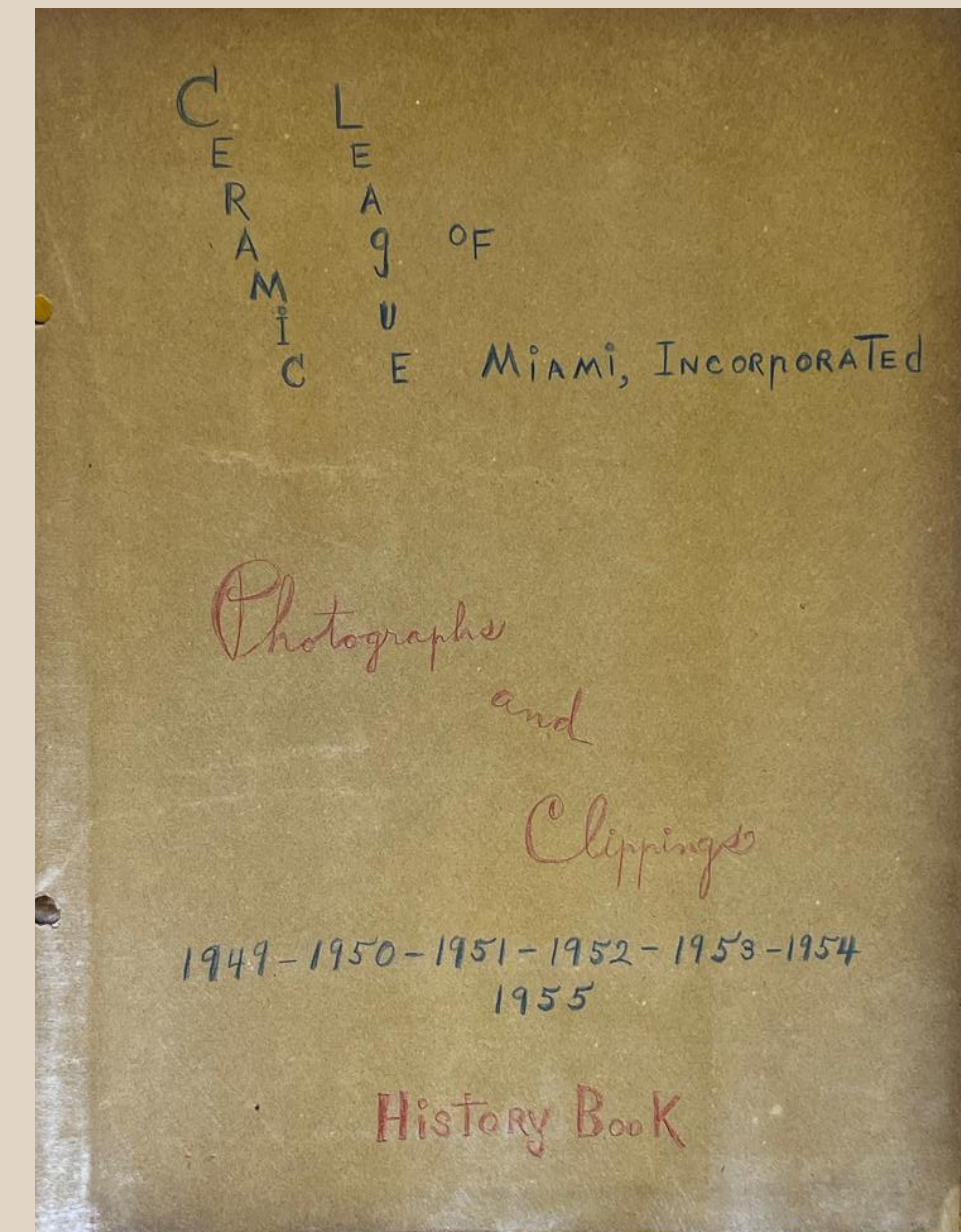 CERAMIC LEAgUE OF
MiAMi, INCORpORATEd
Photographs
and
Clippings
1949-1950-1951-1952-1953-1954
1955
HisTORy BooK